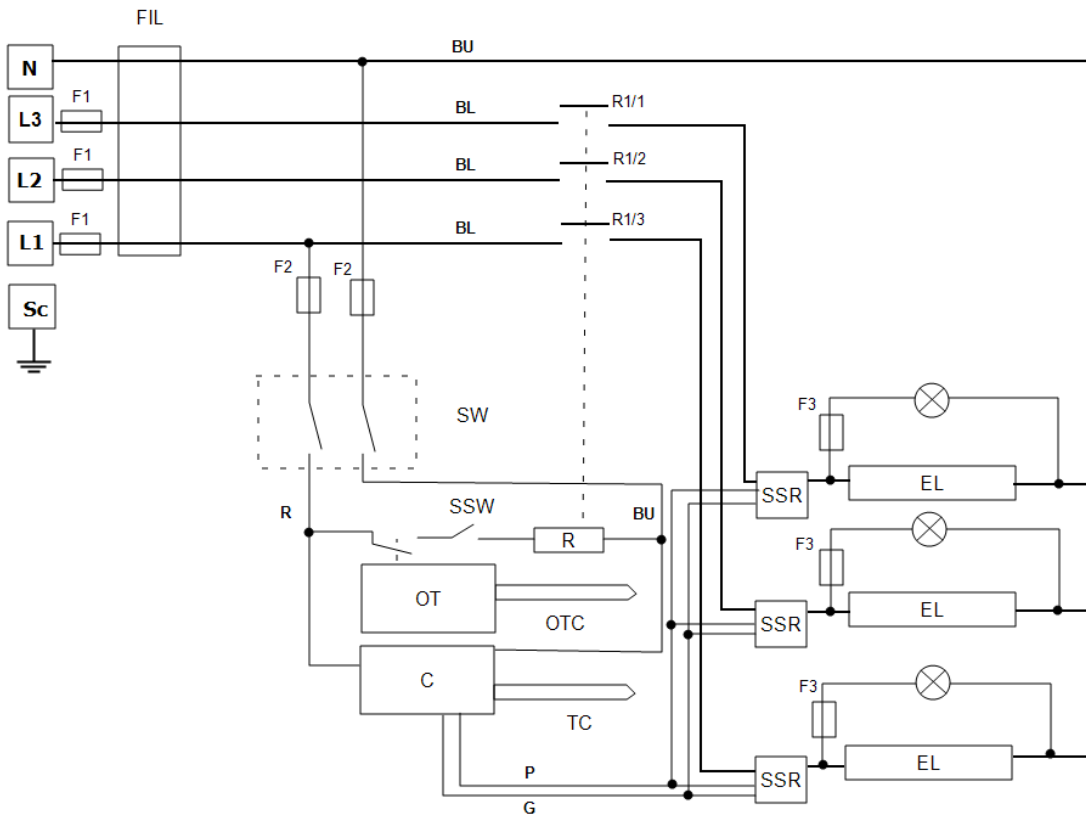 FIL
N
BU
L3
F1
BL
R1/1
L2
F1
BL
R1/2
L1
F1
BL
R1/3
F2
F2
Sc
SW
F3
EL
SSR
R
SSW
BU
R
F3
EL
SSR
OT
OTC
C
TC
F3
EL
SSR
P
G